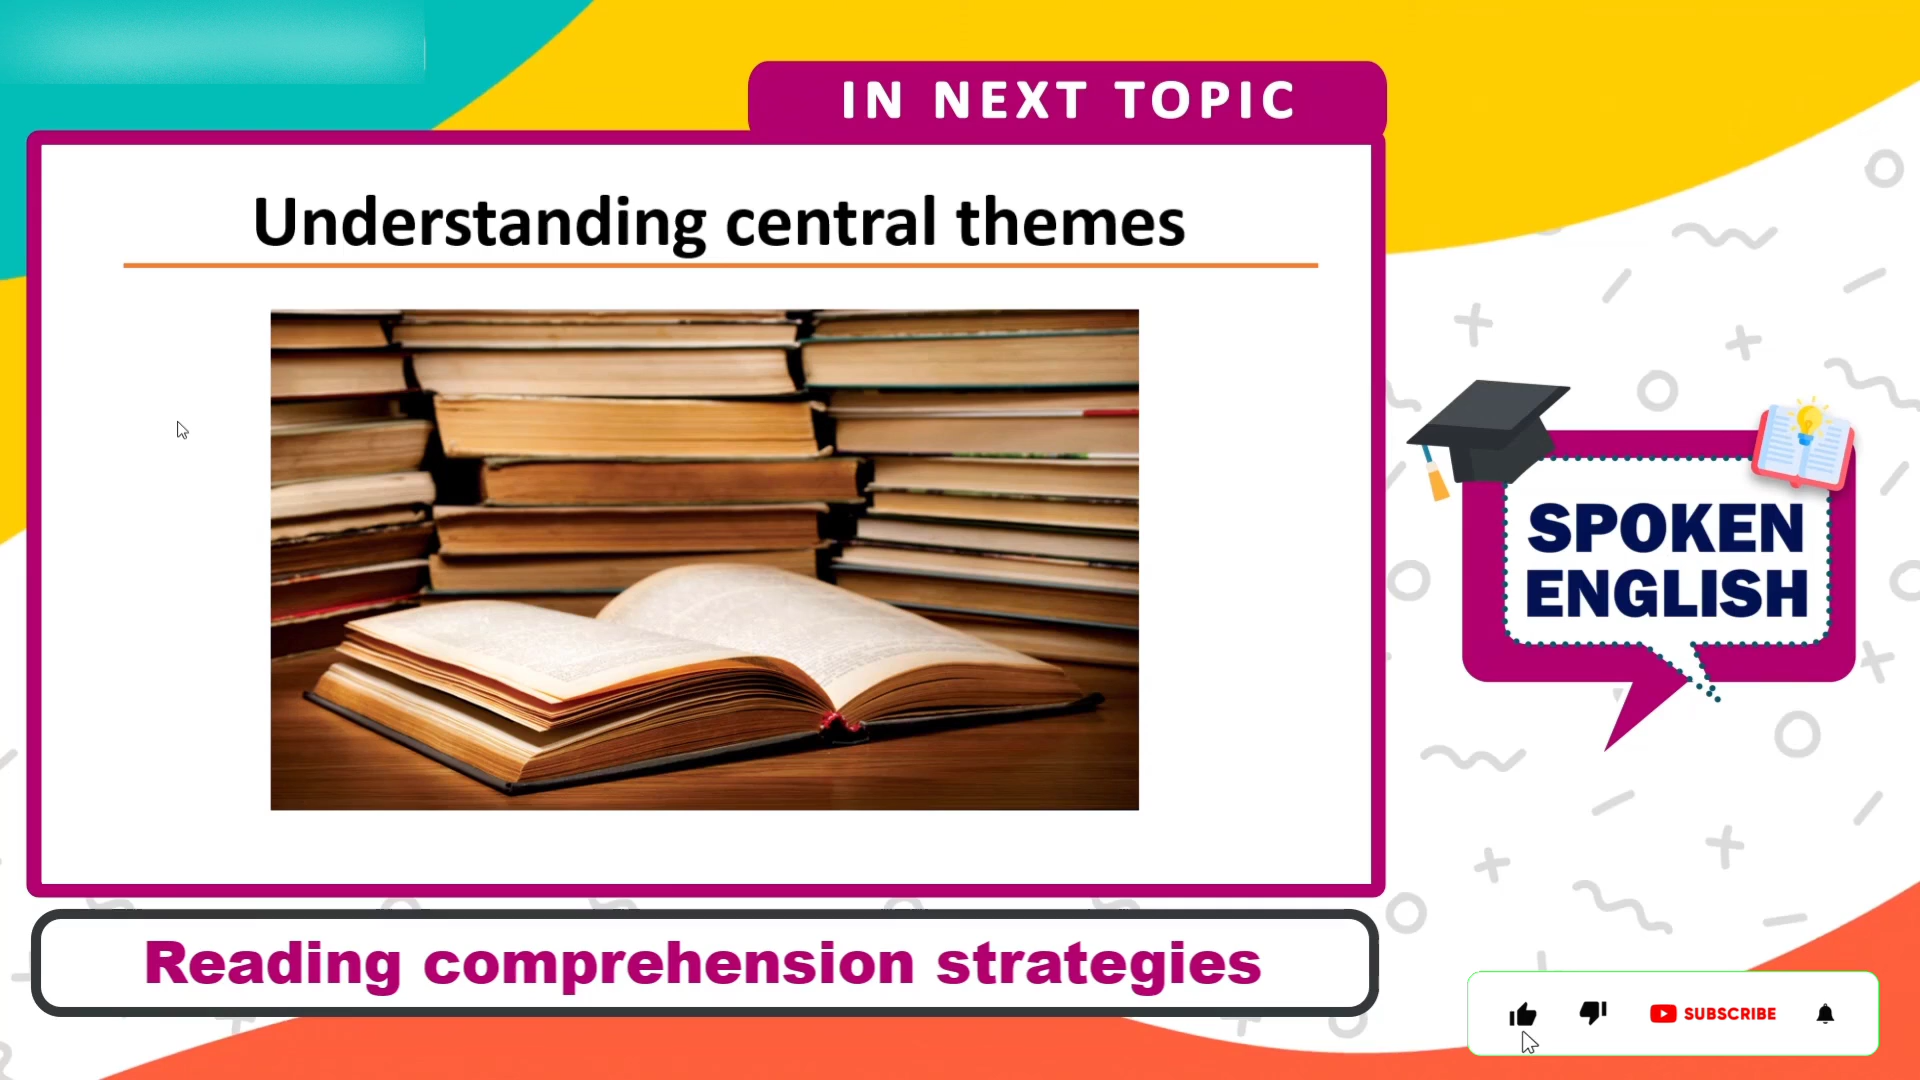 IN NEXT TOPIC
Understanding central themes
SPOKEN
ENGLISH
Reading comprehension strategies
SUBSCRIBE